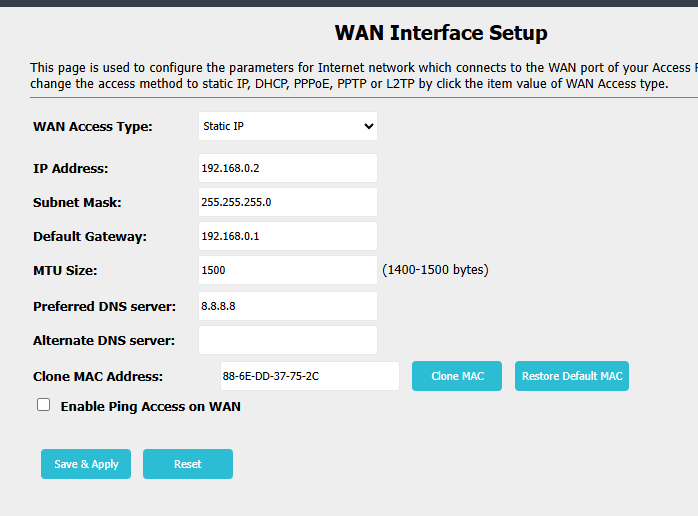 WAN Interface Setup
This page is used to configure the parameters for Internet network which connects to the WAN port of your Access
change the access method to static IP, DHCP, PPPoE, PPTP or L2TP by click the item value of WAN Access type.
WAN Access Type: Static IP
IP Address: 192.168.0.2
Subnet Mask: 255.255.255.0
Default Gateway: 192.168.0.1
MTU Size: 1500 (1400-1500 bytes)
Preferred DNS server: 8.8.8.8
Alternate DNS server:
Clone MAC Address: 88-6E-DD-37-75-2C Clone MAC Restore Default MAC
Enable Ping Access on WAN
Save & Apply Reset